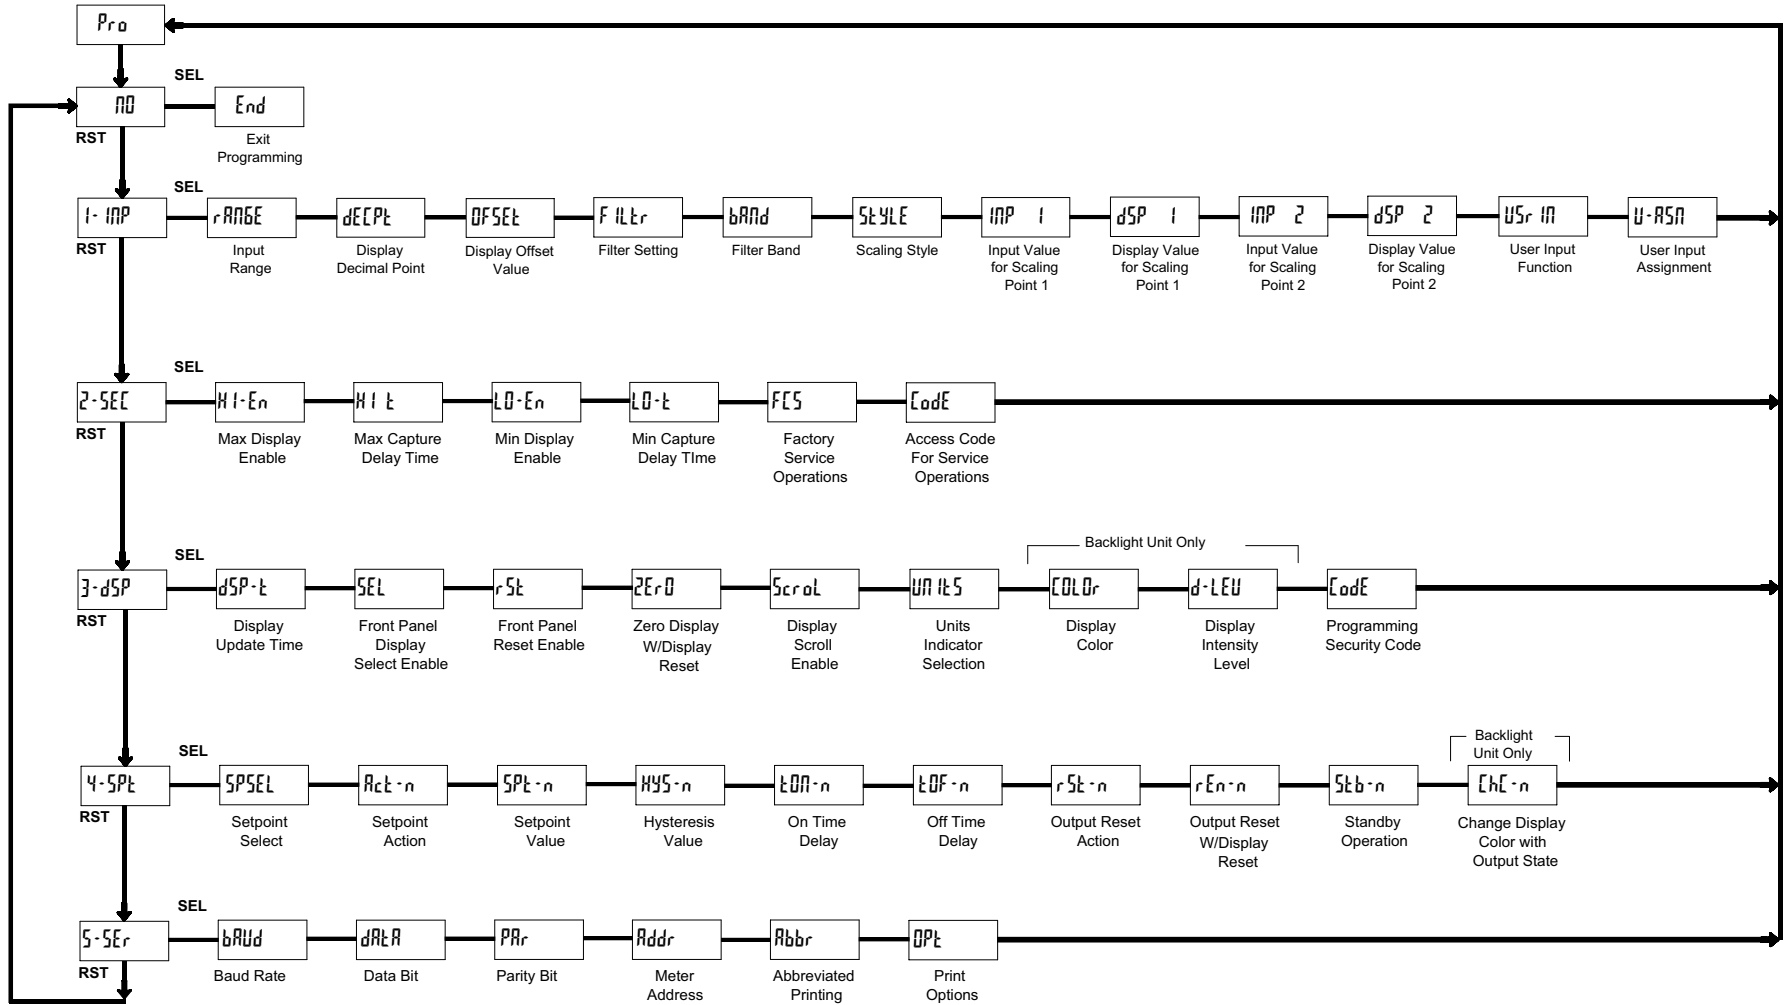 Pro
SEL
NO End
RST
Exit
Programming
SEL
1-INP rANGE dECPt OFSEt FILtr bANd StYLE INP 1 dSP 1 INP 2 dSP 2 USrIN U-ASN
RST
Input
Range
Display
Decimal Point
Display Offset
Value
Filter Setting
Filter Band
Scaling Style
Input Value
for Scaling
Point 1
Display Value
for Scaling
Point 1
Input Value
for Scaling
Point 2
Display Value
for Scaling
Point 2
User Input
Function
User Input
Assignment
SEL
2-SEC HI-En HI t LO-En LO-t FCS CodE
RST
Max Display
Enable
Max Capture
Delay Time
Min Display
Enable
Min Capture
Delay TIme
Factory
Service
Operations
Access Code
For Service
Operations
Backlight Unit Only
SEL
3-dSP dSP-t SEL rSt ZErO ScroL UNItS COLOr d-LEV CodE
RST
Display
Update Time
Front Panel
Display
Select Enable
Front Panel
Reset Enable
Zero Display
W/Display
Reset
Display
Scroll
Enable
Units
Indicator
Selection
Display
Color
Display
Intensity
Level
Programming
Security Code
Backlight
Unit Only
SEL
4-SPt SPSEL Act-n SPt-n HYS-n tON-n tOF-n rSt-n rEn-n Stb-n ChC-n
RST
Setpoint
Select
Setpoint
Action
Setpoint
Value
Hysteresis
Value
On Time
Delay
Off Time
Delay
Output Reset
Action
Output Reset
W/Display
Reset
Standby
Operation
Change Display
Color with
Output State
SEL
5-SEr bAUd dAtA PAr Addr Abbr OPt
RST
Baud Rate
Data Bit
Parity Bit
Meter
Address
Abbreviated
Printing
Print
Options